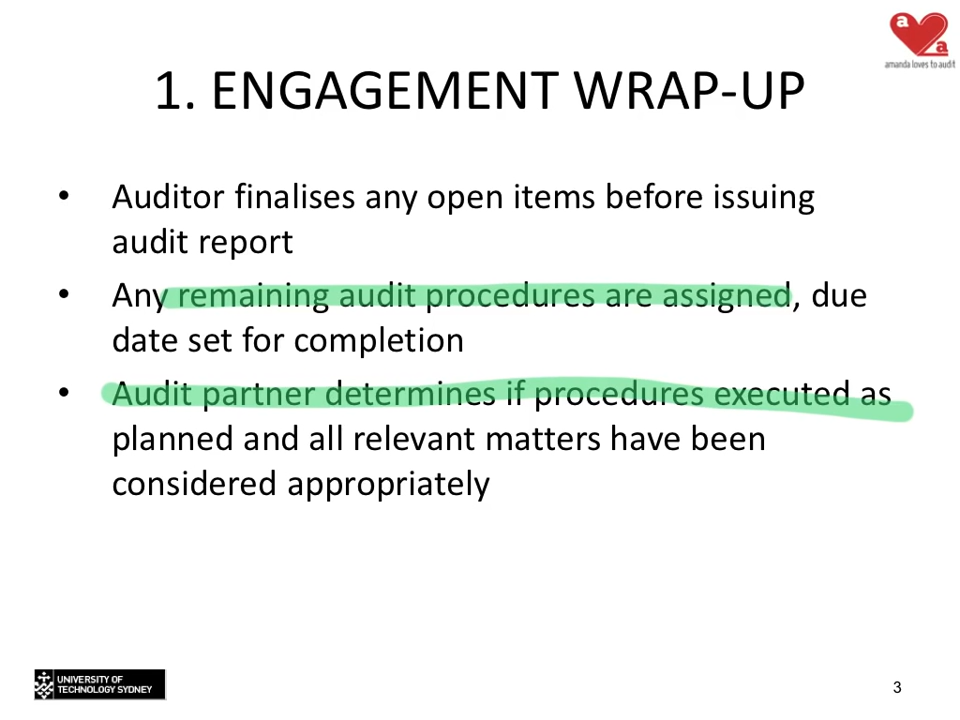 a
a
amanda loves to audit
1. ENGAGEMENT WRAP-UP
• Auditor finalises any open items before issuing
audit report
• Any remaining audit procedures are assigned, due
date set for completion
• Audit partner determines if procedures executed as
planned and all relevant matters have been
considered appropriately
UNIVERSITY OF
TECHNOLOGY SYDNEY
3